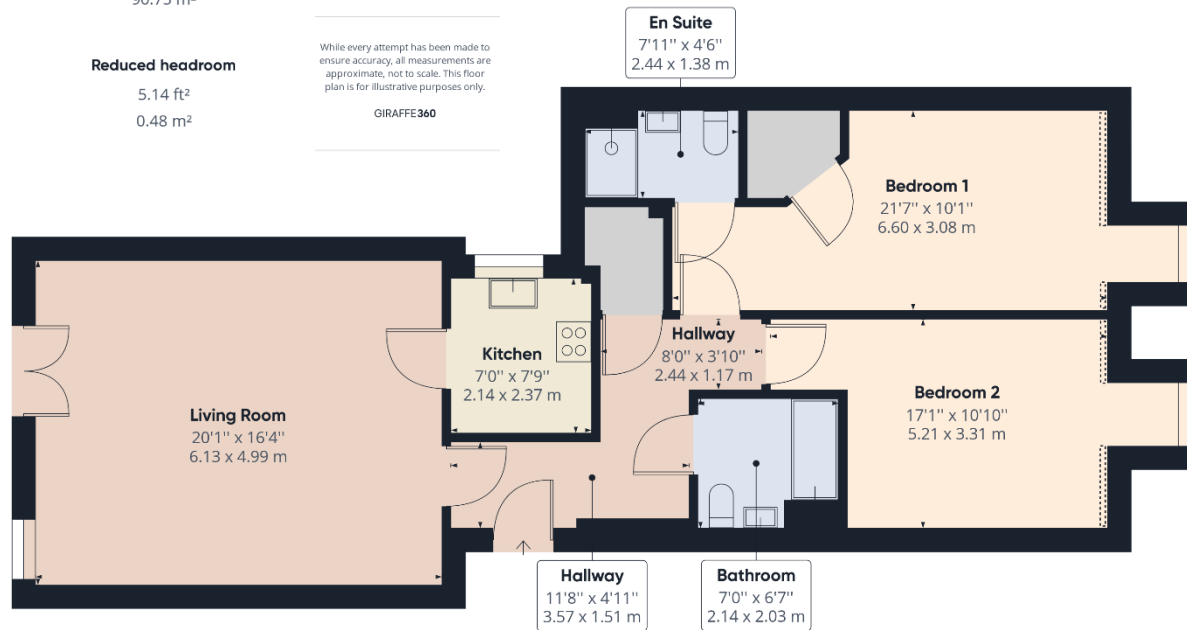 90.75 m²
Reduced headroom
5.14 ft²
0.48 m²
While every attempt has been made to
ensure accuracy, all measurements are
approximate, not to scale. This floor
plan is for illustrative purposes only.
GIRAFFE360
En Suite
7'11'' x 4'6''
2.44 x 1.38 m
Bedroom 1
21'7'' x 10'1''
6.60 x 3.08 m
Hallway
8'0'' x 3'10''
2.44 x 1.17 m
Kitchen
7'0'' x 7'9''
2.14 x 2.37 m
Living Room
20'1'' x 16'4''
6.13 x 4.99 m
Bedroom 2
17'1'' x 10'10''
5.21 x 3.31 m
Hallway
11'8'' x 4'11''
3.57 x 1.51 m
Bathroom
7'0'' x 6'7''
2.14 x 2.03 m